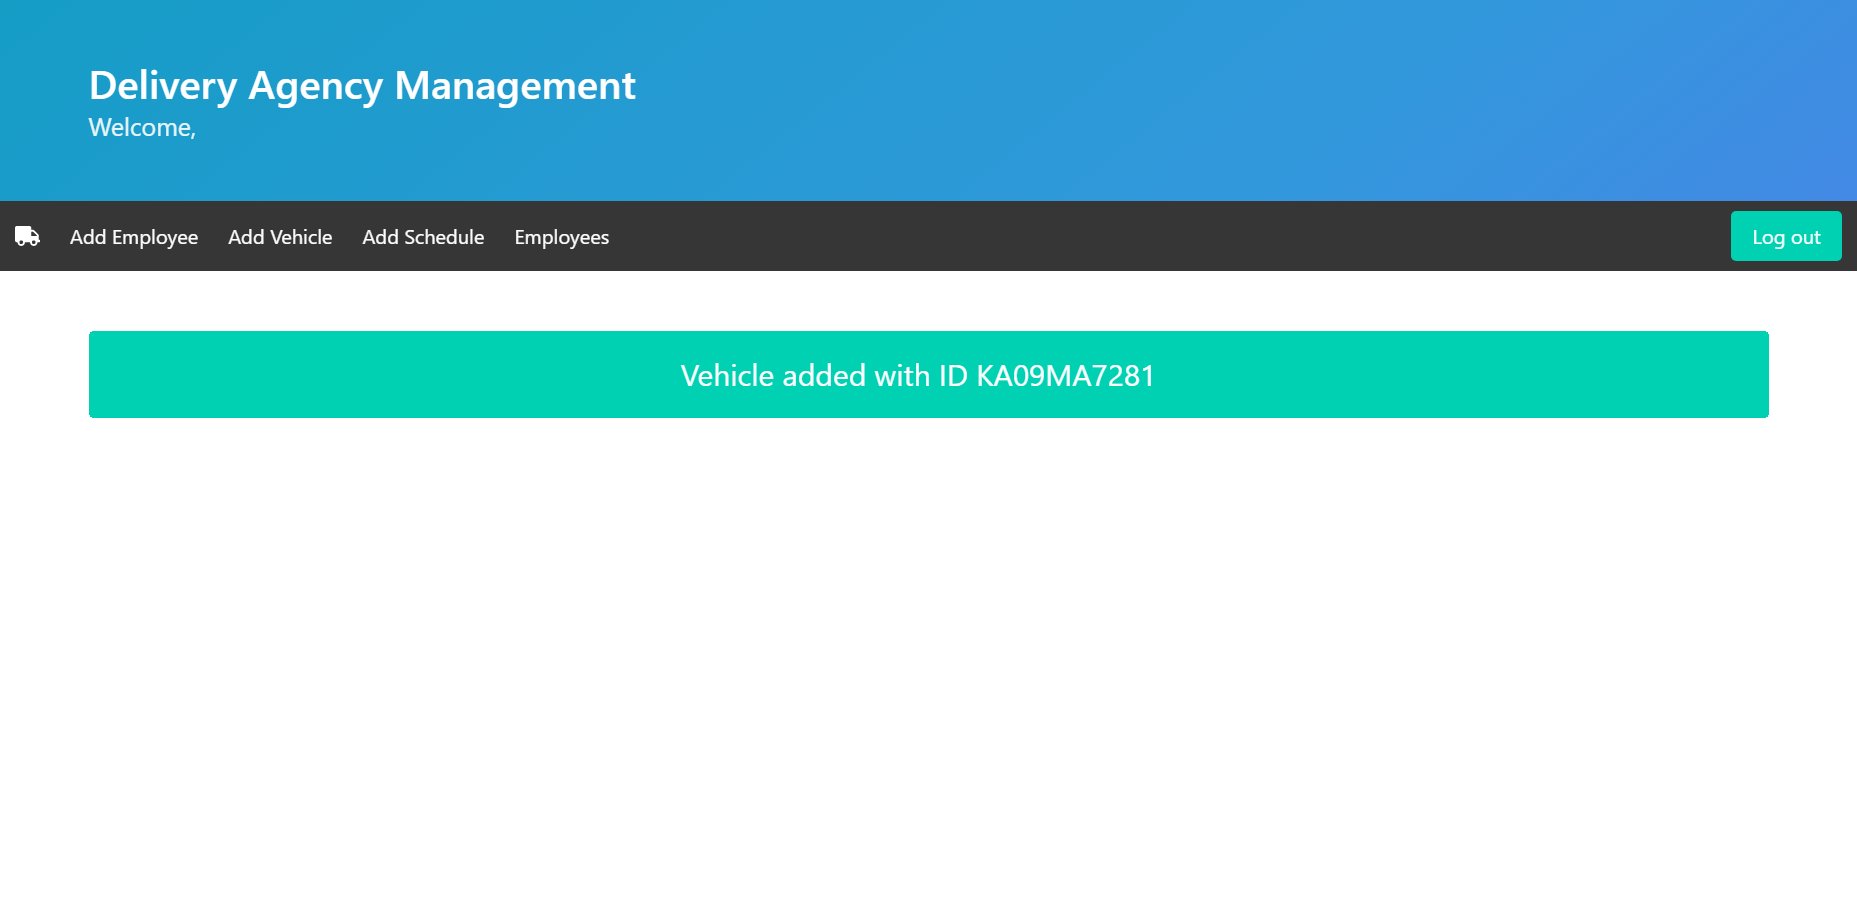 Delivery Agency Management
Welcome,
Add Employee Add Vehicle Add Schedule Employees Log out
Vehicle added with ID KA09MA7281